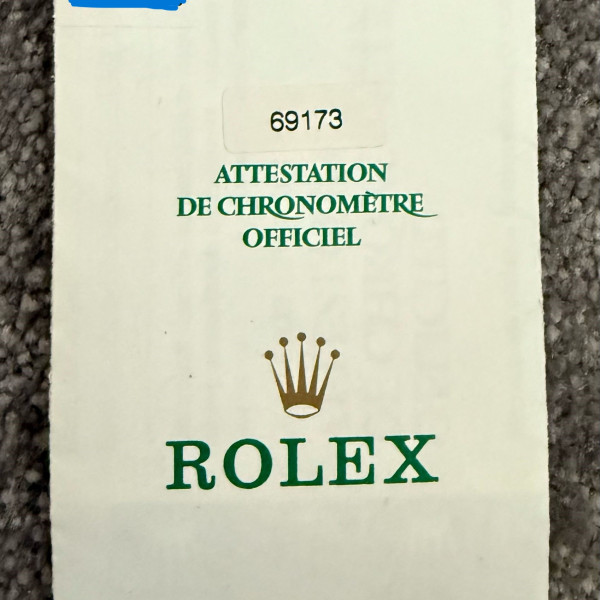 69173
ATTESTATION
DE CHRONOMÈTRE
OFFICIEL
ROLEX